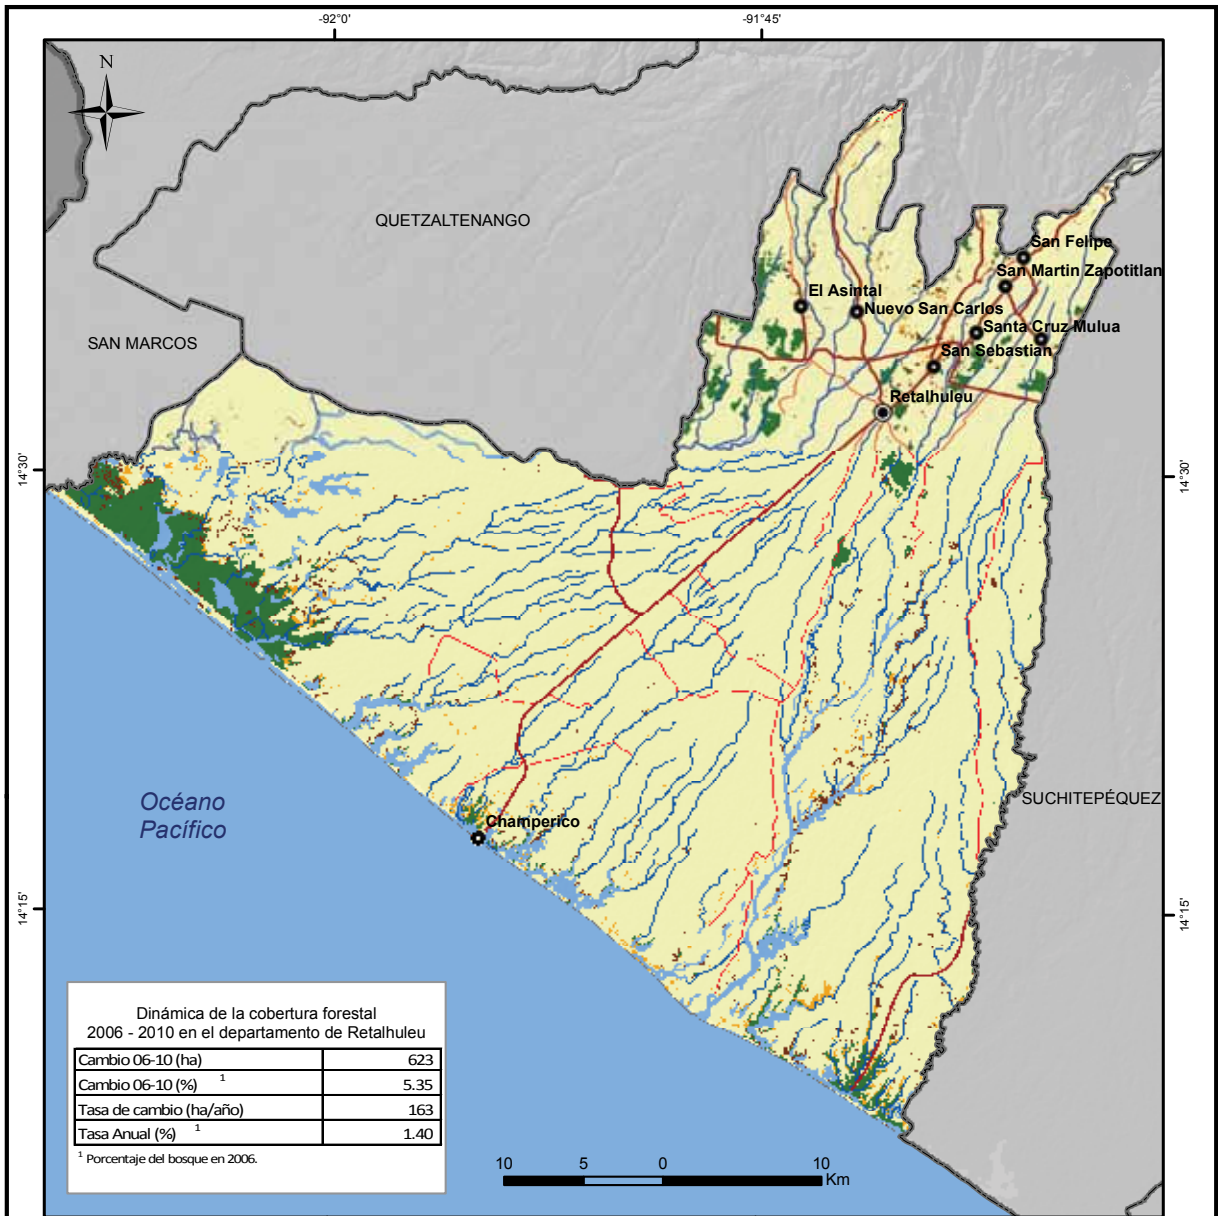 -92°0'
-91°45'
N
QUETZALTENANGO
San Felipe
San Martin Zapotitlan
El Asintal
Nuevo San Carlos
Santa Cruz Mulua
SAN MARCOS
San Sebastian
Retalhuleu
14°30'
14°30'
Océano
Pacífico
SUCHITEPÉQUEZ
Champerico
14°15'
14°15'
Dinámica de la cobertura forestal
2006 - 2010 en el departamento de Retalhuleu
Cambio 06-10 (ha) 623
Cambio 06-10 (%) 1 5.35
Tasa de cambio (ha/año) 163
Tasa Anual (%) 1 1.40
1 Porcentaje del bosque en 2006.
10 5 0 10
Km